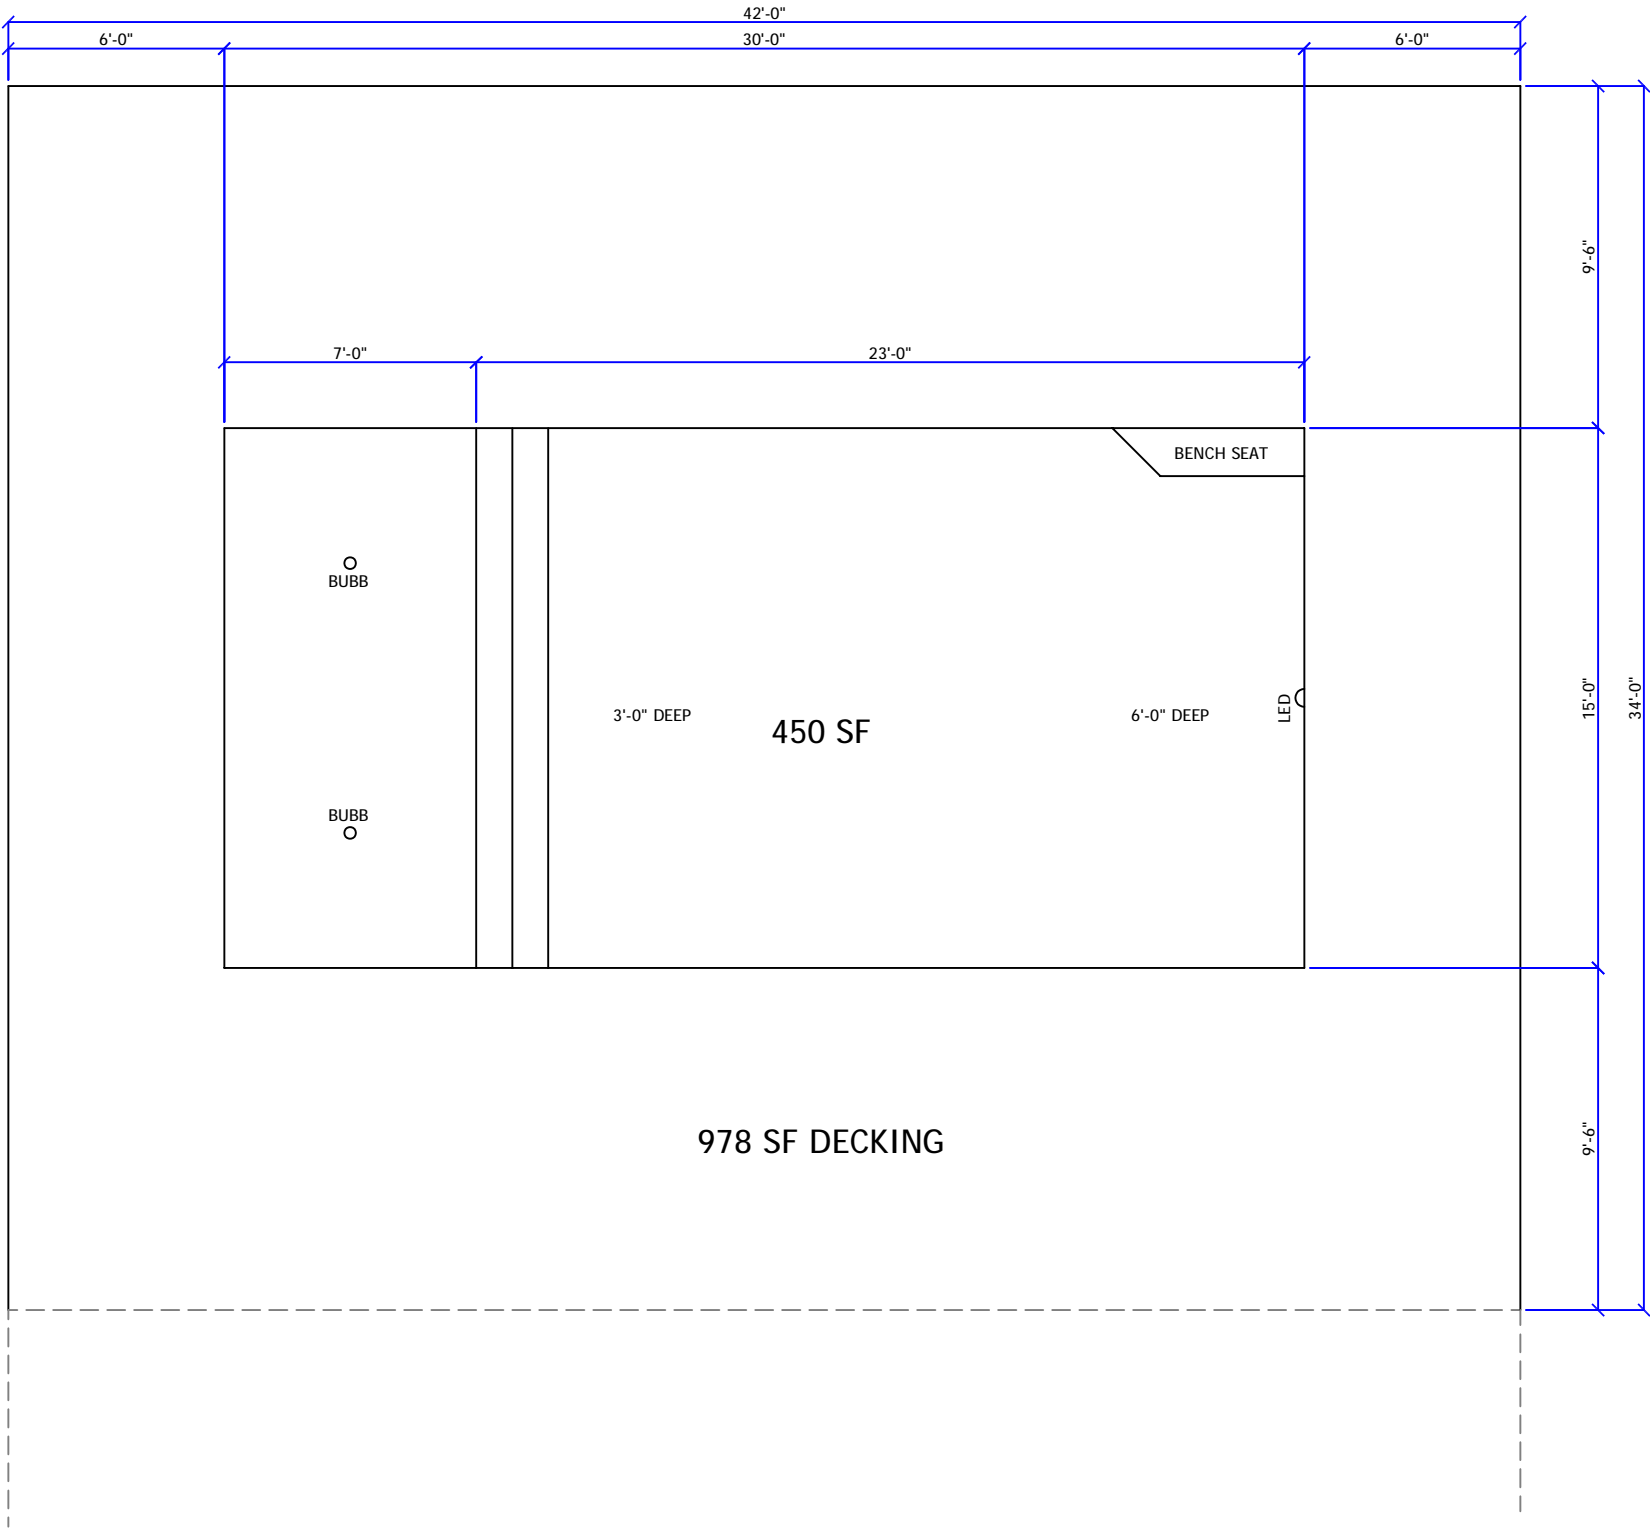 42'-0"
6'-0"
30'-0"
6'-0"
9'-6"
7'-0"
23'-0"
BENCH SEAT
BUBB
3'-0" DEEP
450 SF
6'-0" DEEP
LED
15'-0"
34'-0"
BUBB
978 SF DECKING
9'-6"